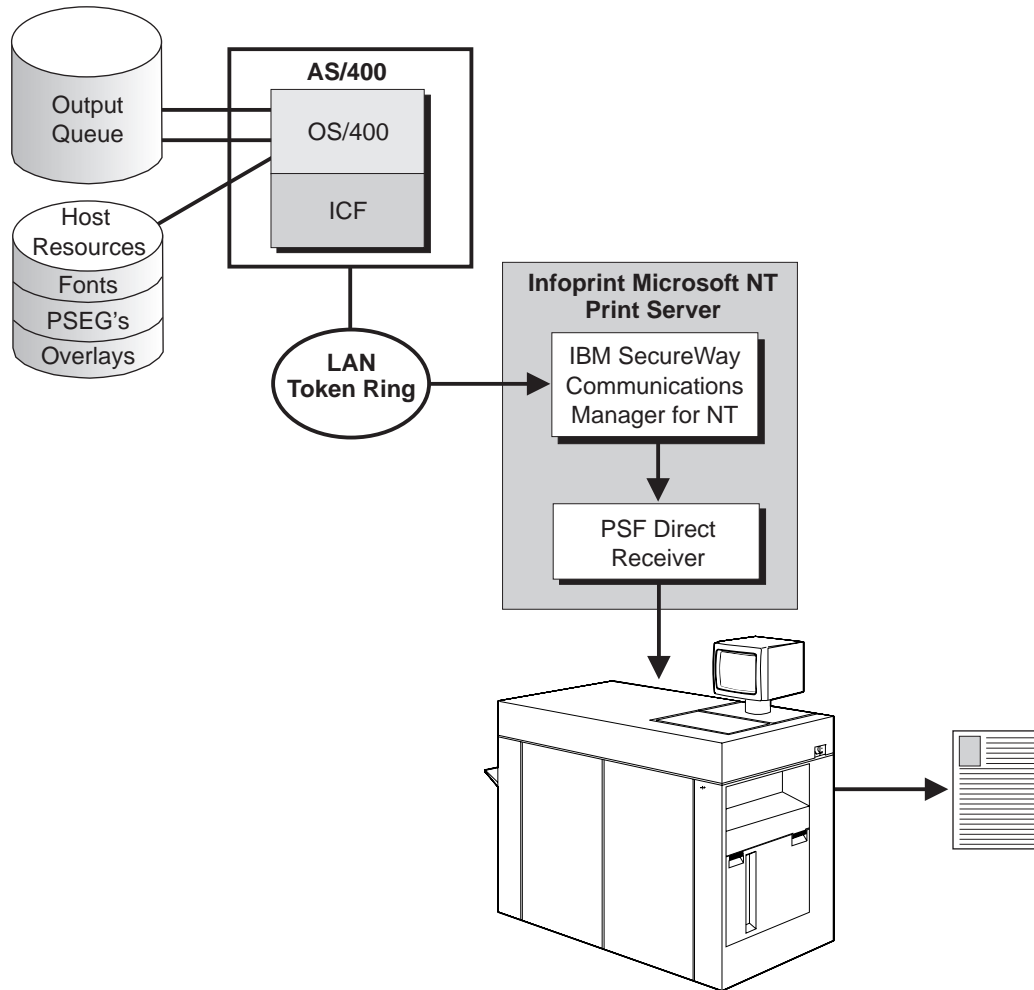 Output
Queue
AS/400
OS/400
ICF
Host
Resources
Fonts
PSEG's
Overlays
LAN
Token Ring
Infoprint Microsoft NT
Print Server
IBM SecureWay
Communications
Manager for NT
PSF Direct
Receiver